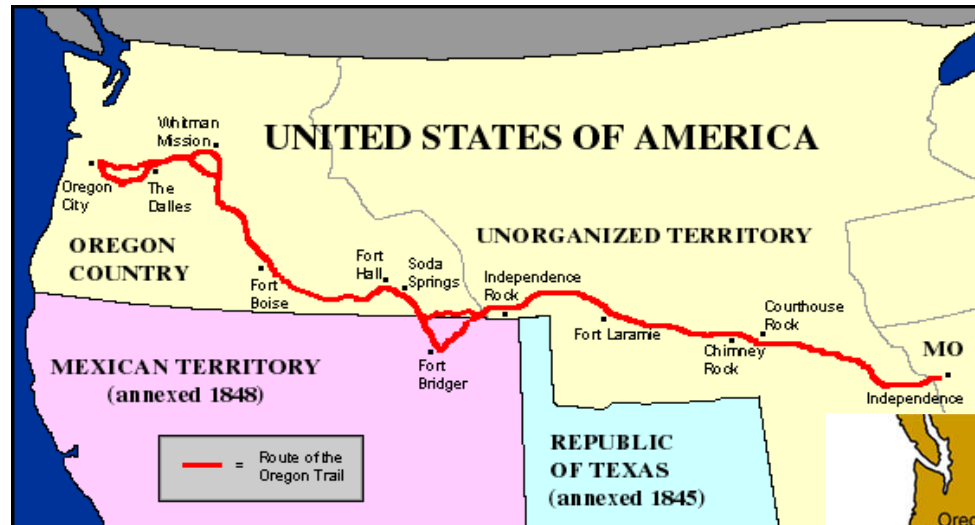 Whitman
Mission
UNITED STATES OF AMERICA
Oregon
City
The
Dalles
OREGON
COUNTRY
Fort
Boise
Fort
Hall
Soda
Springs
UNORGANIZED TERRITORY
Independence
Rock
Fort Laramie
Courthouse
Rock
Chimney
Rock
MO
Independence
Fort
Bridger
MEXICAN TERRITORY
(annexed 1848)
REPUBLIC
OF TEXAS
(annexed 1845)
= Route of the
Oregon Trail
Oreg